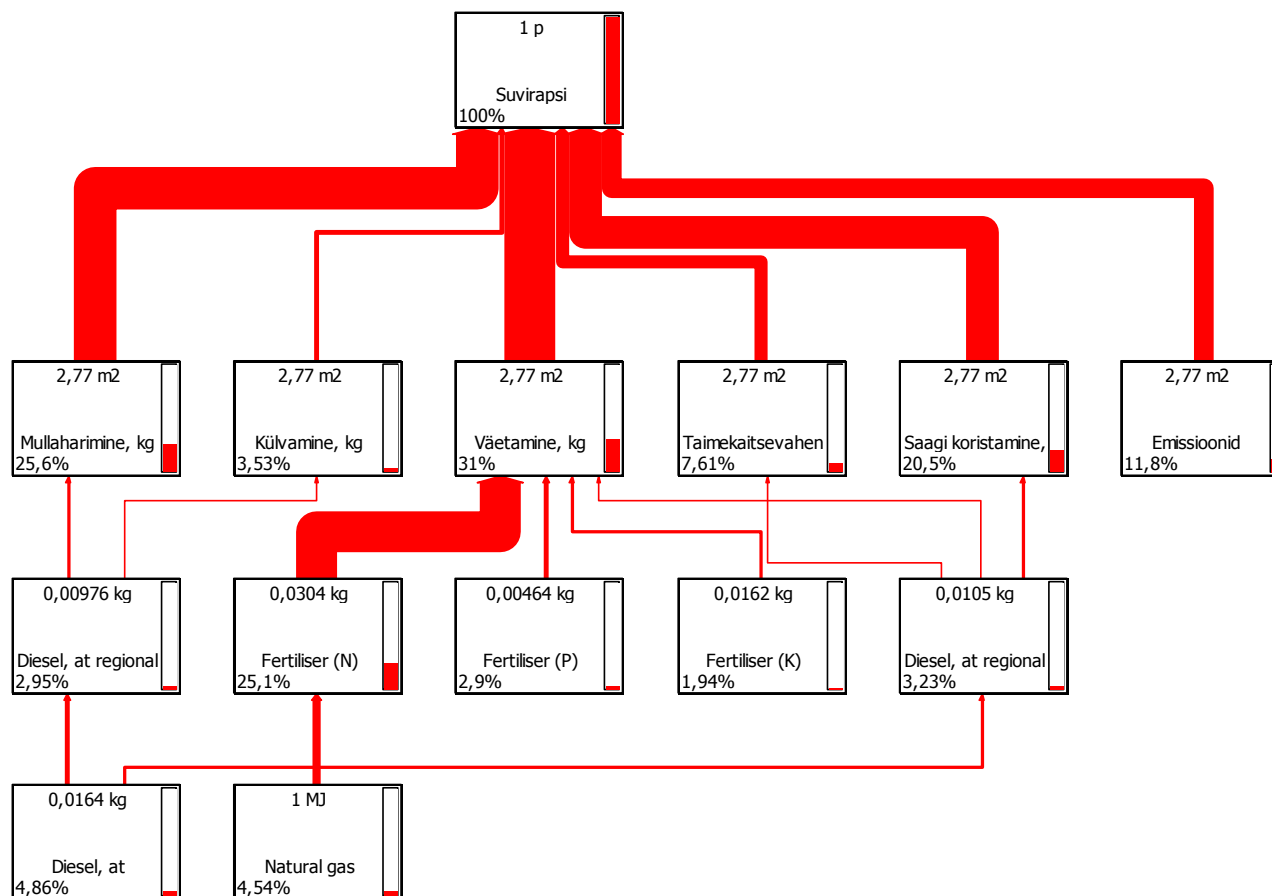 1 p
Suvirapsi
100%
2,77 m2
Mullaharimine, kg
25,6%
2,77 m2
Külvamine, kg
3,53%
2,77 m2
Väetamine, kg
31%
2,77 m2
Taimekaitsevahen
7,61%
2,77 m2
Saagi koristamine,
20,5%
2,77 m2
Emissioonid
11,8%
0,00976 kg
Diesel, at regional
2,95%
0,0304 kg
Fertiliser (N)
25,1%
0,00464 kg
Fertiliser (P)
2,9%
0,0162 kg
Fertiliser (K)
1,94%
0,0105 kg
Diesel, at regional
3,23%
0,0164 kg
Diesel, at
4,86%
1 MJ
Natural gas
4,54%